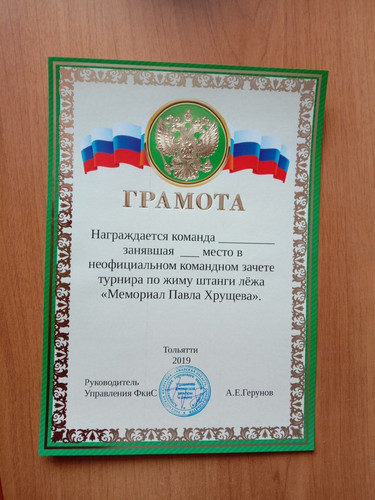 ГРАМОТА
Награждается команда _________
занявшая ___ место в
неофициальном командном зачете
турнира по жиму штанги лёжа
«Мемориал Павла Хрущева».
Тольятти
2019
Руководитель
Управления ФкиС
А.Е.Герунов